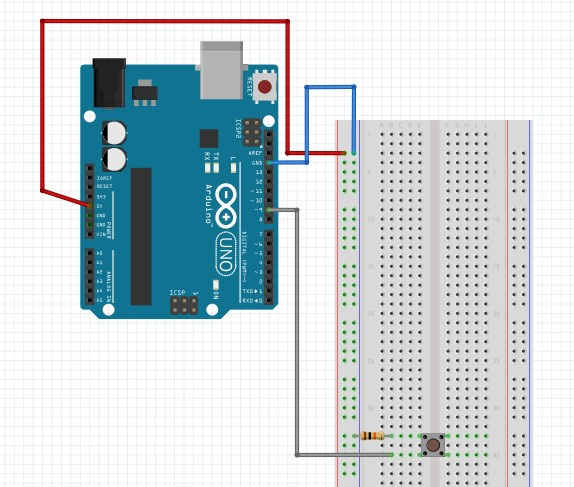 RESET
ICSP2
AREF
GND
13
12
11
10
~9
8
RX
TX
L
IOREF
RESET
3V3
5V
GND
GND
VIN
POWER
Arduino™
UNO
DIGITAL (PWM~)
7
~6
~5
4
~3
2
TX▶1
RX◀0
A0
A1
A2
A3
A4
A5
ANALOG IN
ICSP
1
ON